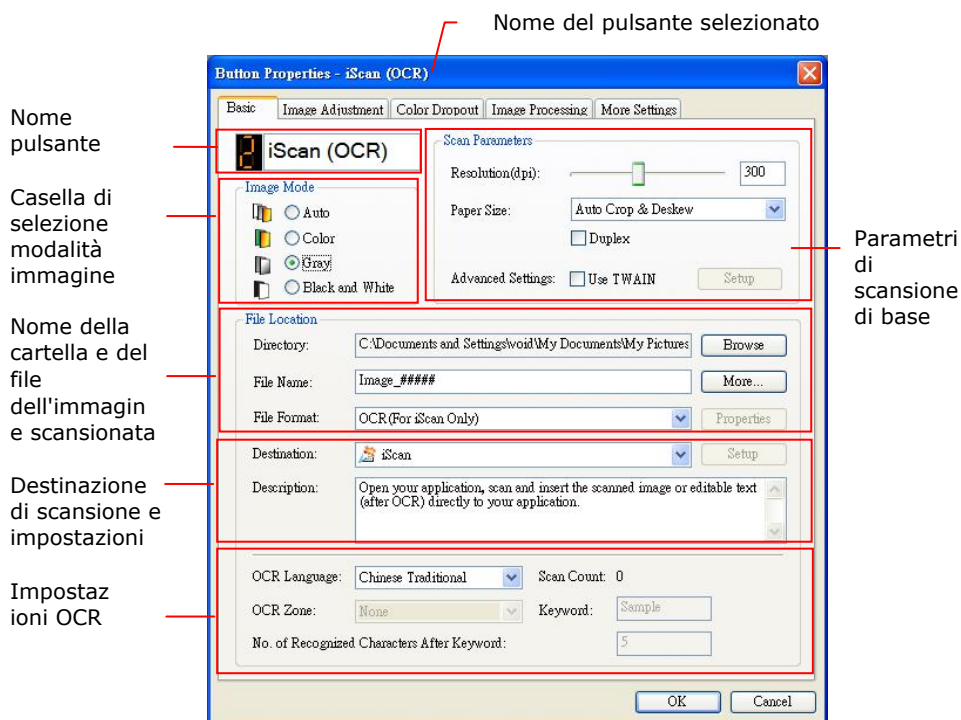 Nome del pulsante selezionato
Button Properties - iScan (OCR)
Basic Image Adjustment Color Dropout Image Processing More Settings
Nome
pulsante
2 iScan (OCR)
Casella di
selezione
modalità
immagine
Image Mode
Auto
Color
Gray
Black and White
Scan Parameters
Resolution(dpi): 300
Paper Size: Auto Crop & Deskew
Duplex
Advanced Settings: Use TWAIN Setup
Parametri
di
scansione
di base
Nome della
cartella e del
file
dell'immagin
e scansionata
File Location
Directory: C:\Documents and Settings\void\My Documents\My Pictures Browse
File Name: Image_##### More...
File Format: OCR(For iScan Only) Properties
Destinazione
di scansione e
impostazioni
Destination: iScan Setup
Description: Open your application, scan and insert the scanned image or editable text
(after OCR) directly to your application.
Impostaz
ioni OCR
OCR Language: Chinese Traditional Scan Count: 0
OCR Zone: None Keyword: Sample
No. of Recognized Characters After Keyword: 5
OK Cancel